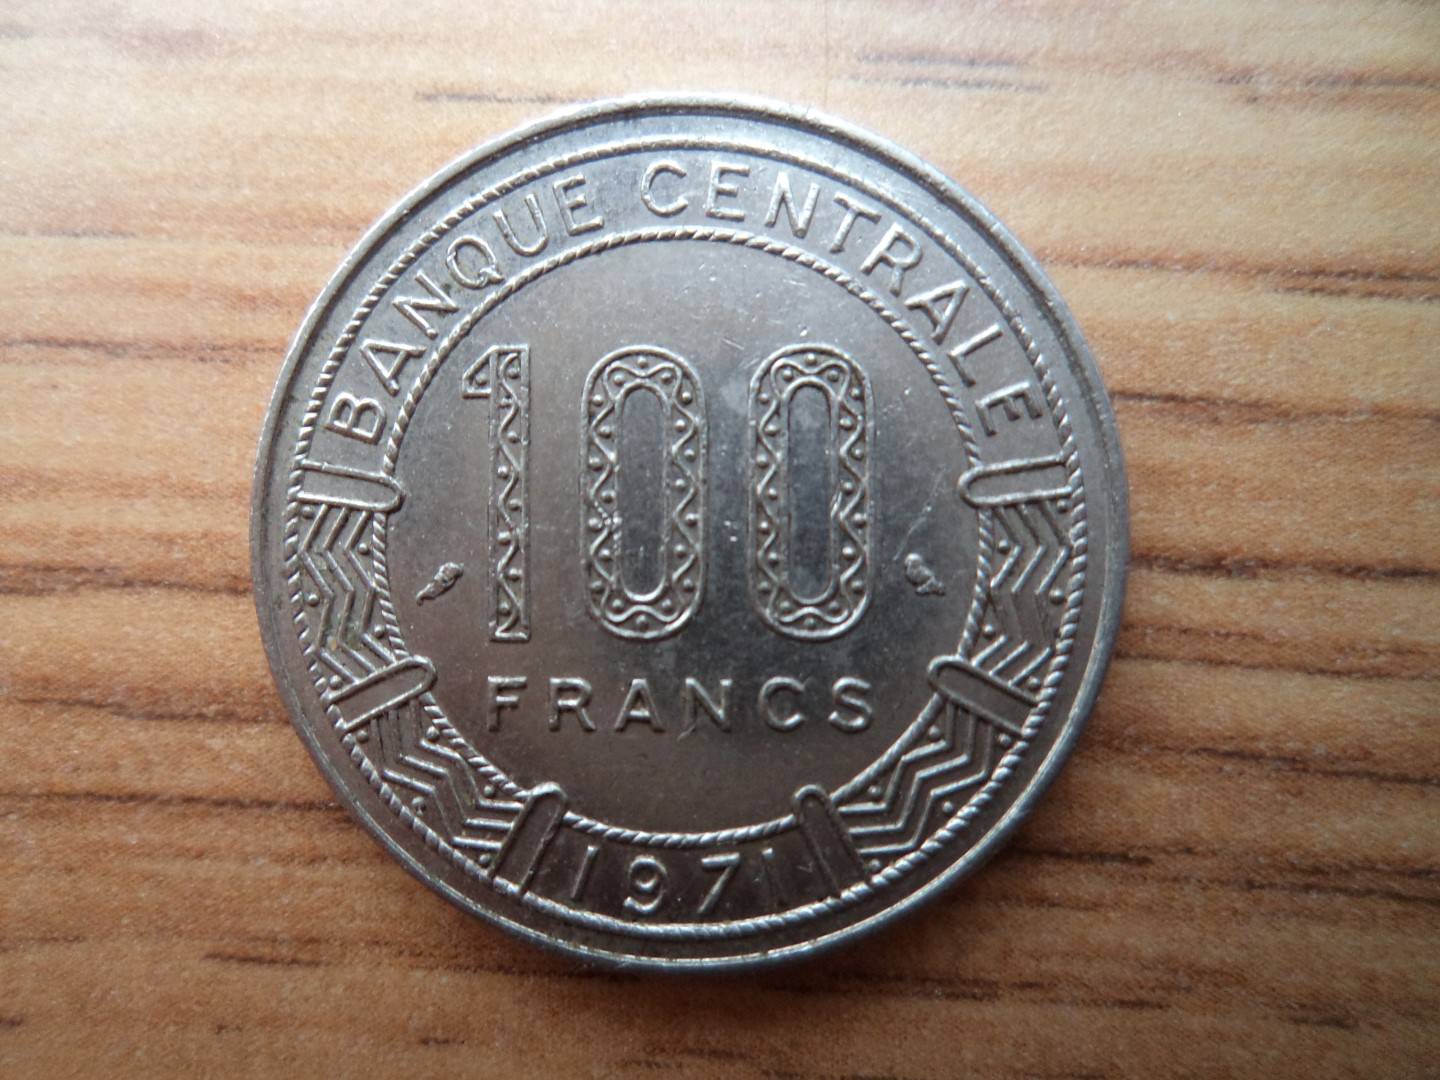 BANQUE CENTRALE
100
FRANCS
1971